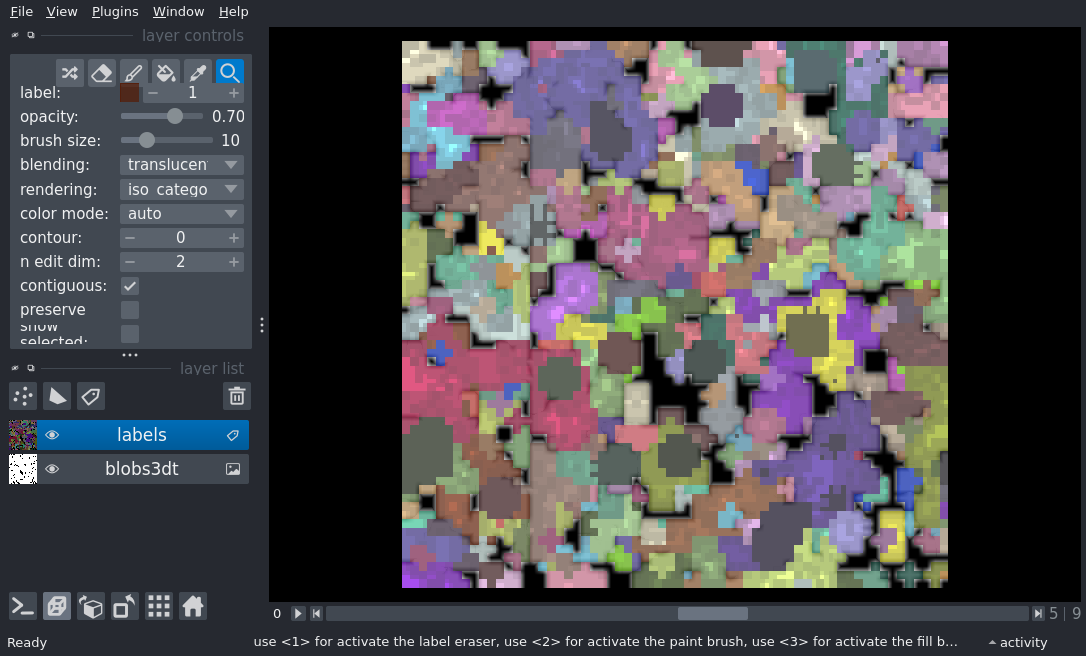 File View Plugins Window Help
layer controls
label: 1
opacity: 0.70
brush size: 10
blending: translucen
rendering: iso_catego
color mode: auto
contour: 0
n edit dim: 2
contiguous:
preserve
show
selected:
layer list
labels
blobs3dt
0 5 | 9
Ready use <1> for activate the label eraser, use <2> for activate the paint brush, use <3> for activate the fill b... activity